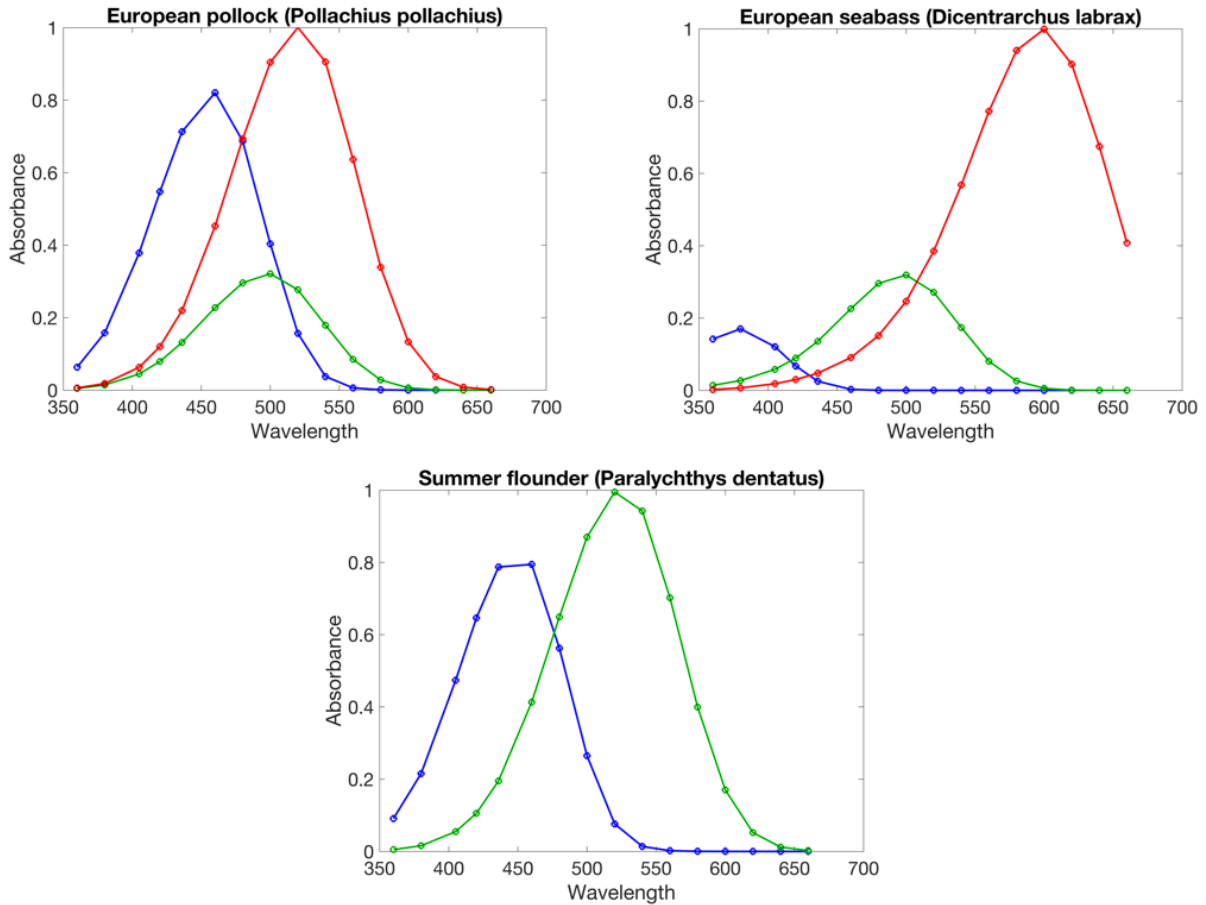 European pollock (Pollachius pollachius)
1
0.8
0.6
0.4
0.2
0
Absorbance
350 400 450 500 550 600 650 700
Wavelength
European seabass (Dicentrarchus labrax)
1
0.8
0.6
0.4
0.2
0
Absorbance
350 400 450 500 550 600 650 700
Wavelength
Summer flounder (Paralychthys dentatus)
1
0.8
0.6
0.4
0.2
0
Absorbance
350 400 450 500 550 600 650 700
Wavelength